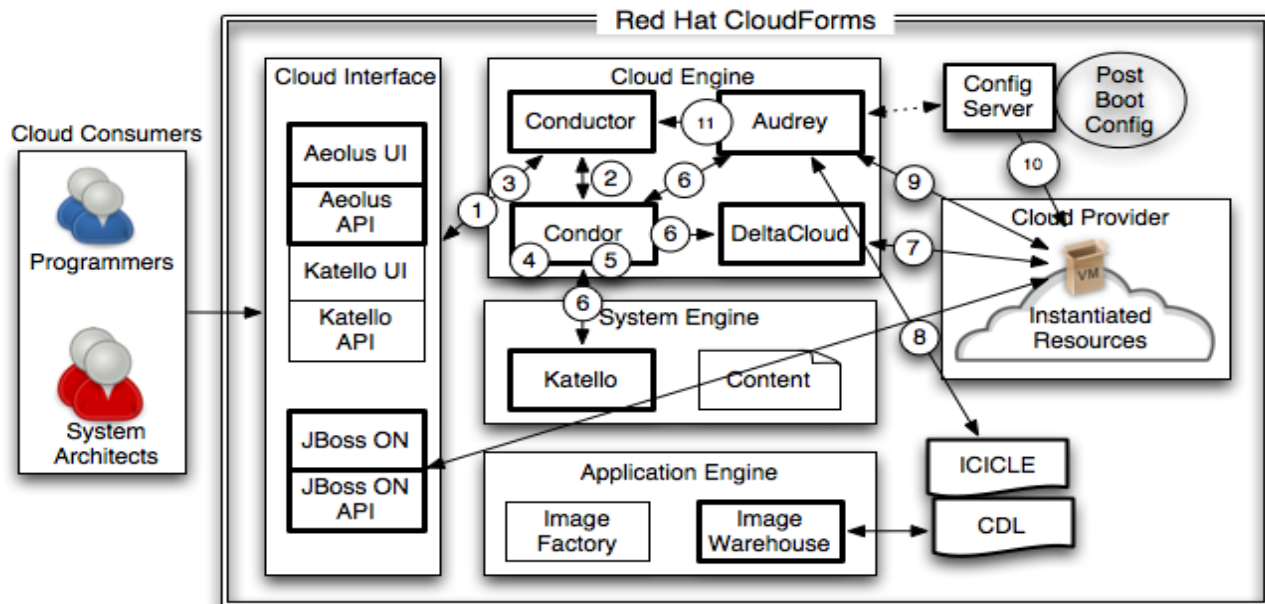 Red Hat CloudForms
Cloud Consumers
Programmers
System
Architects
Cloud Interface
Aeolus UI
Aeolus
API
Katello UI
Katello
API
JBoss ON
JBoss ON
API
Cloud Engine
Conductor
11
Audrey
3
2
6
1
9
Condor
6
DeltaCloud
4
5
7
6
System Engine
8
Katello
Content
Application Engine
Image
Factory
Image
Warehouse
Config
Server
Post
Boot
Config
10
Cloud Provider
VM
Instantiated
Resources
ICICLE
CDL